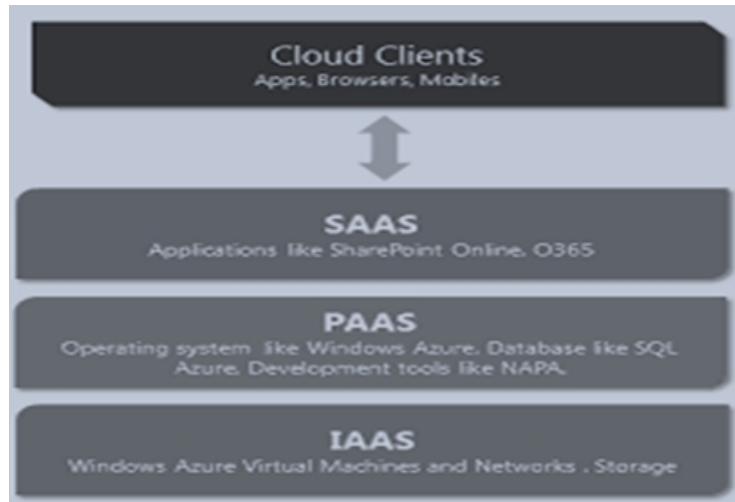 Cloud Clients
Apps, Browsers, Mobiles
SAAS
Applications like SharePoint Online, O365
PAAS
Operating system like Windows Azure. Database like SQL
Azure. Development tools like NAPA.
IAAS
Windows Azure Virtual Machines and Networks . Storage